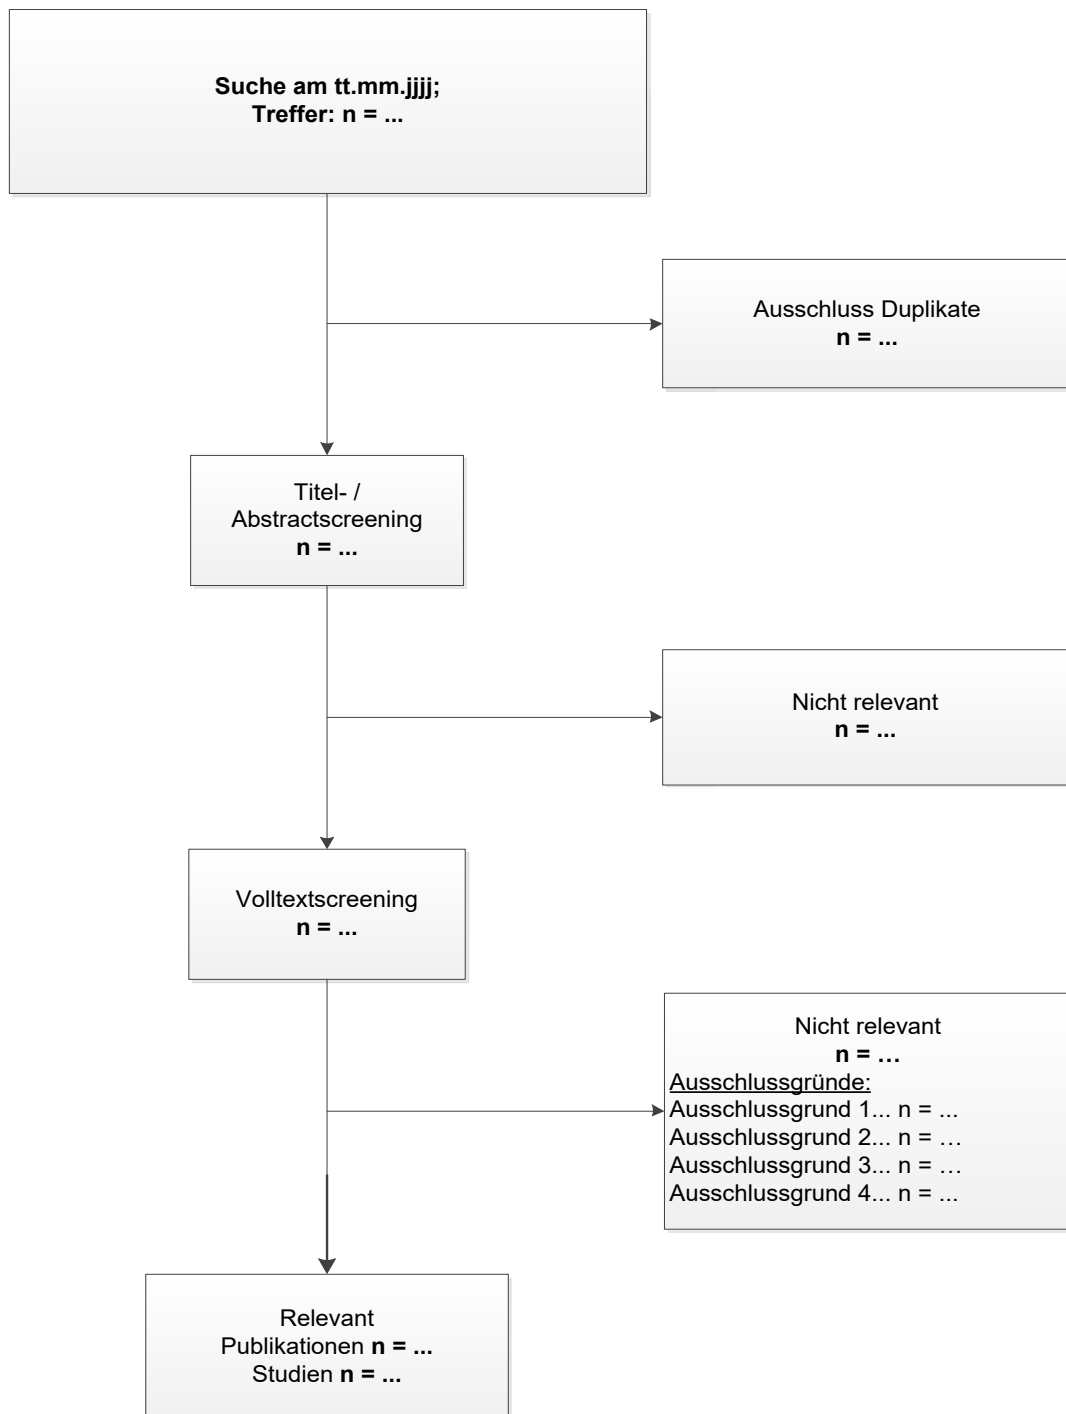 Suche am tt.mm.jjjj;
Treffer: n = ...
Ausschluss Duplikate
n = ...
Titel- /
Abstractscreening
n = ...
Nicht relevant
n = ...
Volltextscreening
n = ...
Nicht relevant
n = …
Ausschlussgründe:
Ausschlussgrund 1... n = ...
Ausschlussgrund 2... n = …
Ausschlussgrund 3... n = …
Ausschlussgrund 4... n = ...
Relevant
Publikationen n = ...
Studien n = ...